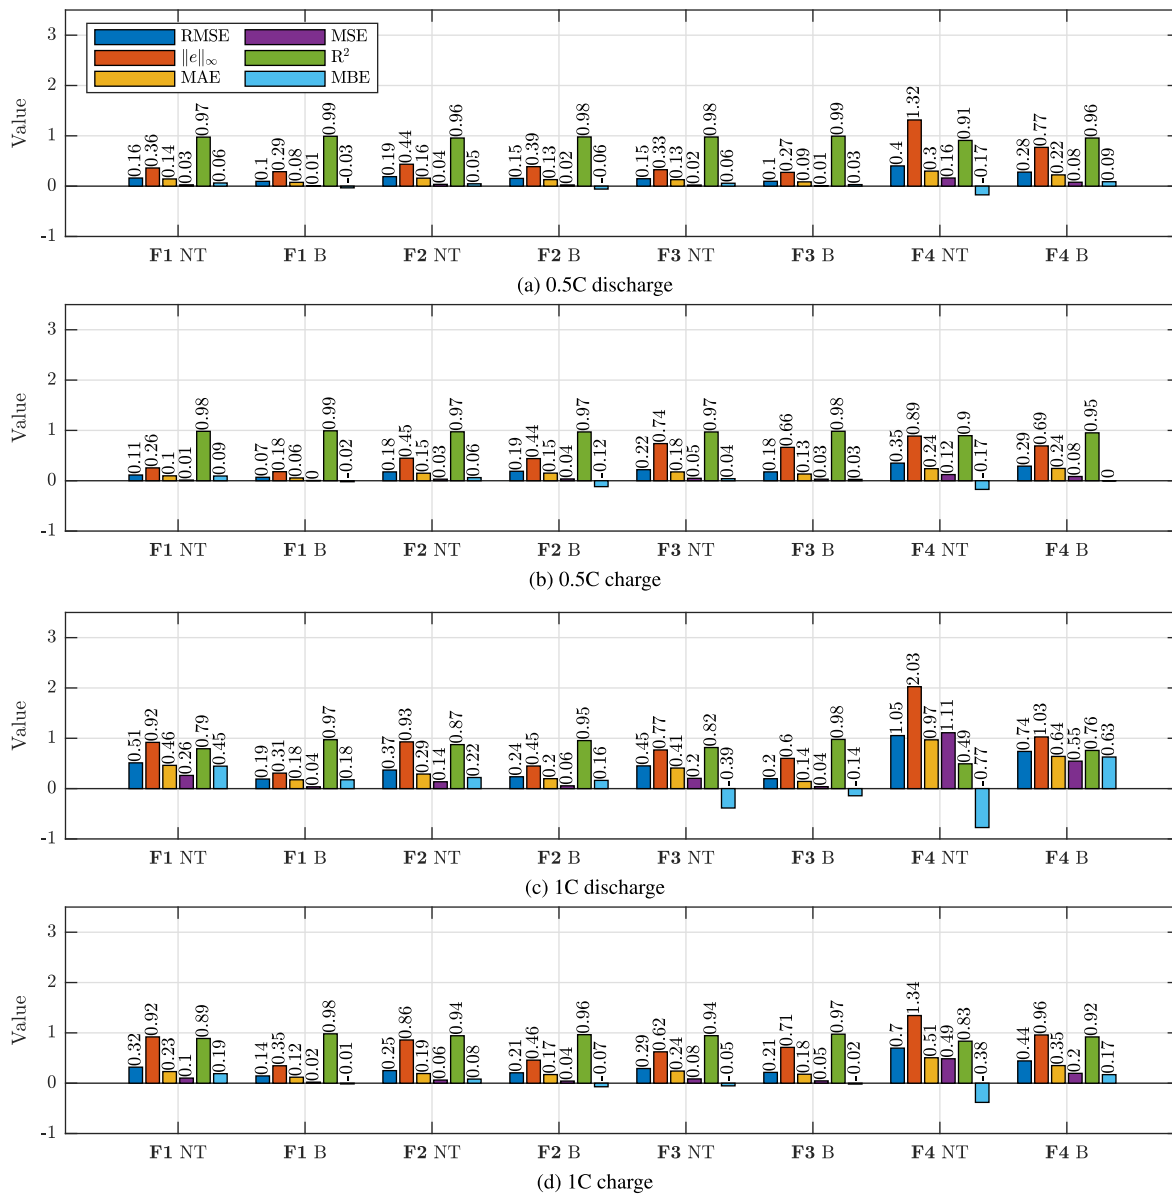 3
2
1
0
-1
Value
RMSE
‖e‖∞
MAE
MSE
R²
MBE
0.16 0.36 0.14 0.03 0.97 0.06
0.1 0.29 0.08 0.01 0.99 -0.03
0.19 0.44 0.16 0.04 0.96 0.05
0.15 0.39 0.13 0.02 0.98 -0.06
0.15 0.33 0.13 0.02 0.98 0.06
0.1 0.27 0.09 0.01 0.99 0.03
0.4 1.32 0.3 0.16 0.91 -0.17
0.28 0.77 0.22 0.08 0.96 0.09
F1 NT F1 B F2 NT F2 B F3 NT F3 B F4 NT F4 B
(a) 0.5C discharge
3
2
1
0
-1
Value
0.11 0.26 0.1 0.01 0.98 0.09
0.07 0.18 0.06 0 0.99 -0.02
0.18 0.45 0.15 0.03 0.97 0.06
0.19 0.44 0.15 0.04 0.97 -0.12
0.22 0.74 0.18 0.05 0.97 0.04
0.18 0.66 0.13 0.03 0.98 0.03
0.35 0.89 0.24 0.12 0.9 -0.17
0.29 0.69 0.24 0.08 0.95 0
F1 NT F1 B F2 NT F2 B F3 NT F3 B F4 NT F4 B
(b) 0.5C charge
3
2
1
0
-1
Value
0.51 0.92 0.46 0.26 0.79 0.45
0.19 0.31 0.18 0.04 0.97 0.18
0.37 0.93 0.29 0.14 0.87 0.22
0.24 0.45 0.2 0.06 0.95 0.16
0.45 0.77 0.41 0.2 0.82 -0.39
0.2 0.6 0.14 0.04 0.98 -0.14
1.05 2.03 0.97 1.11 0.49 -0.77
0.74 1.03 0.64 0.55 0.76 0.63
F1 NT F1 B F2 NT F2 B F3 NT F3 B F4 NT F4 B
(c) 1C discharge
3
2
1
0
-1
Value
0.32 0.92 0.23 0.1 0.89 0.19
0.14 0.35 0.12 0.02 0.98 -0.01
0.25 0.86 0.19 0.06 0.94 0.08
0.21 0.46 0.17 0.04 0.96 -0.07
0.29 0.62 0.24 0.08 0.94 -0.05
0.21 0.71 0.18 0.05 0.97 -0.02
0.7 1.34 0.51 0.49 0.83 -0.38
0.44 0.96 0.35 0.2 0.92 0.17
F1 NT F1 B F2 NT F2 B F3 NT F3 B F4 NT F4 B
(d) 1C charge